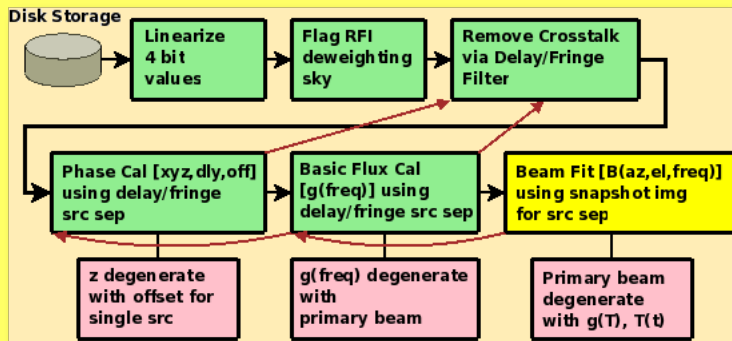 Disk Storage
Linearize
4 bit
values
Flag RFI
deweighting
sky
Remove Crosstalk
via Delay/Fringe
Filter
Phase Cal [xyz,dly,off]
using delay/fringe
src sep
Basic Flux Cal
[g(freq)] using
delay/fringe src sep
Beam Fit [B(az,el,freq)]
using snapshot img
for src sep
z degenerate
with offset for
single src
g(freq) degenerate
with
primary beam
Primary beam
degenerate
with g(T), T(t)